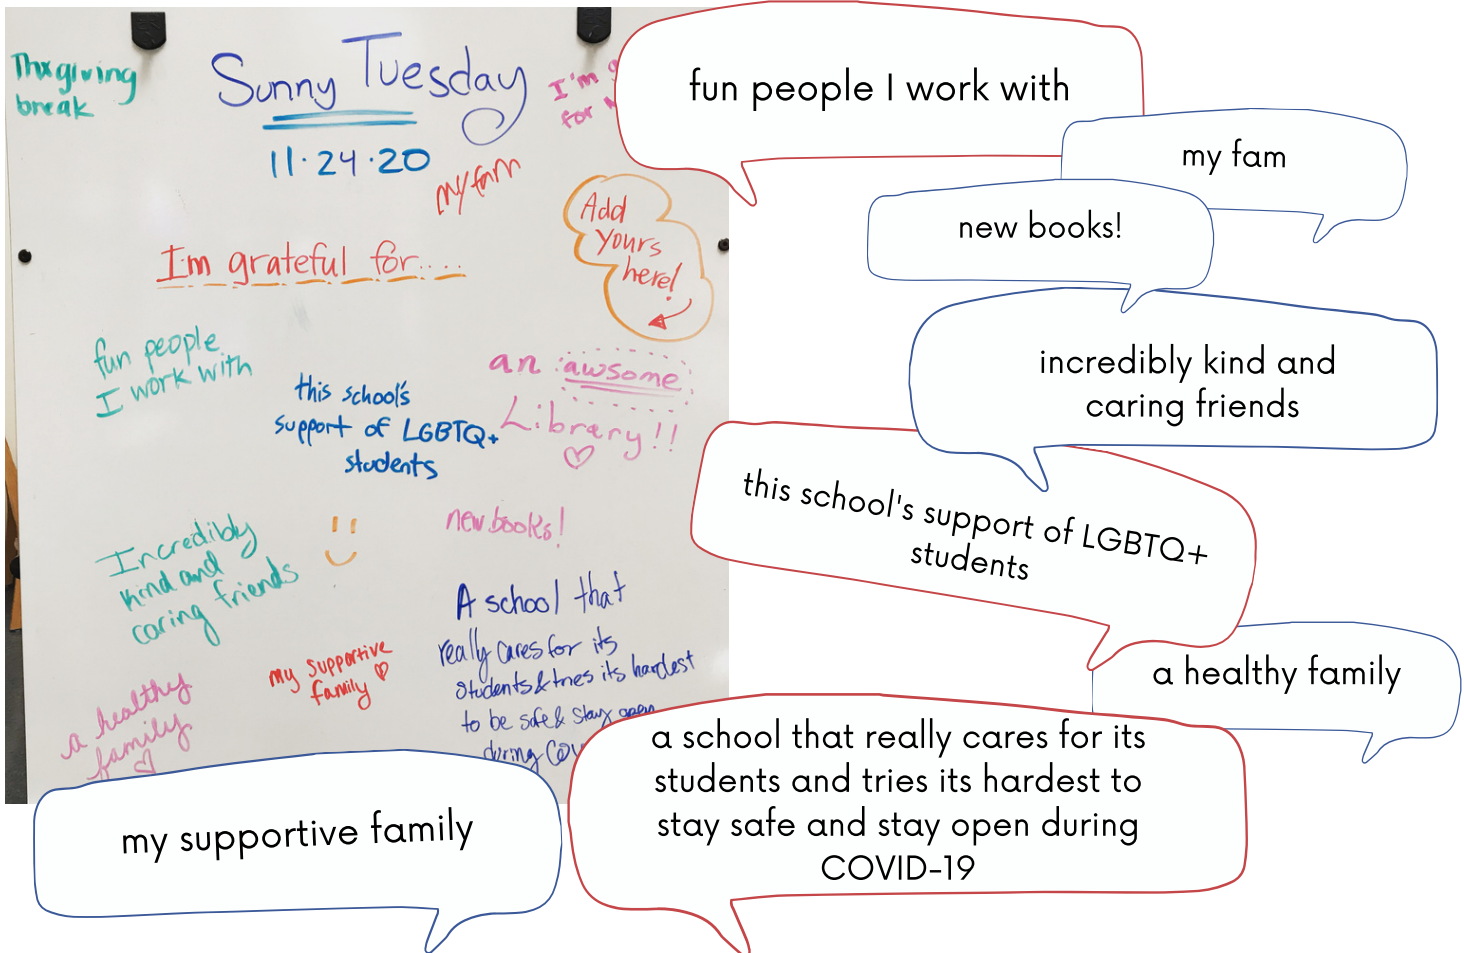 Thxgiving
break
Sunny Tuesday
11·24·20
I'm
for
my fam
Add
yours
here!
I'm grateful for....
fun people
I work with
this school's
support of LGBTQ+
students
an awsome
Library!!
new books!
Incredibly
kind and
caring friends
A school that
really cares for its
students & tries its hardest
to be safe & stay open
during
my supportive
family
a healthy
family
fun people I work with
my fam
new books!
incredibly kind and
caring friends
this school's support of LGBTQ+
students
a healthy family
a school that really cares for its
students and tries its hardest to
stay safe and stay open during
COVID-19
my supportive family